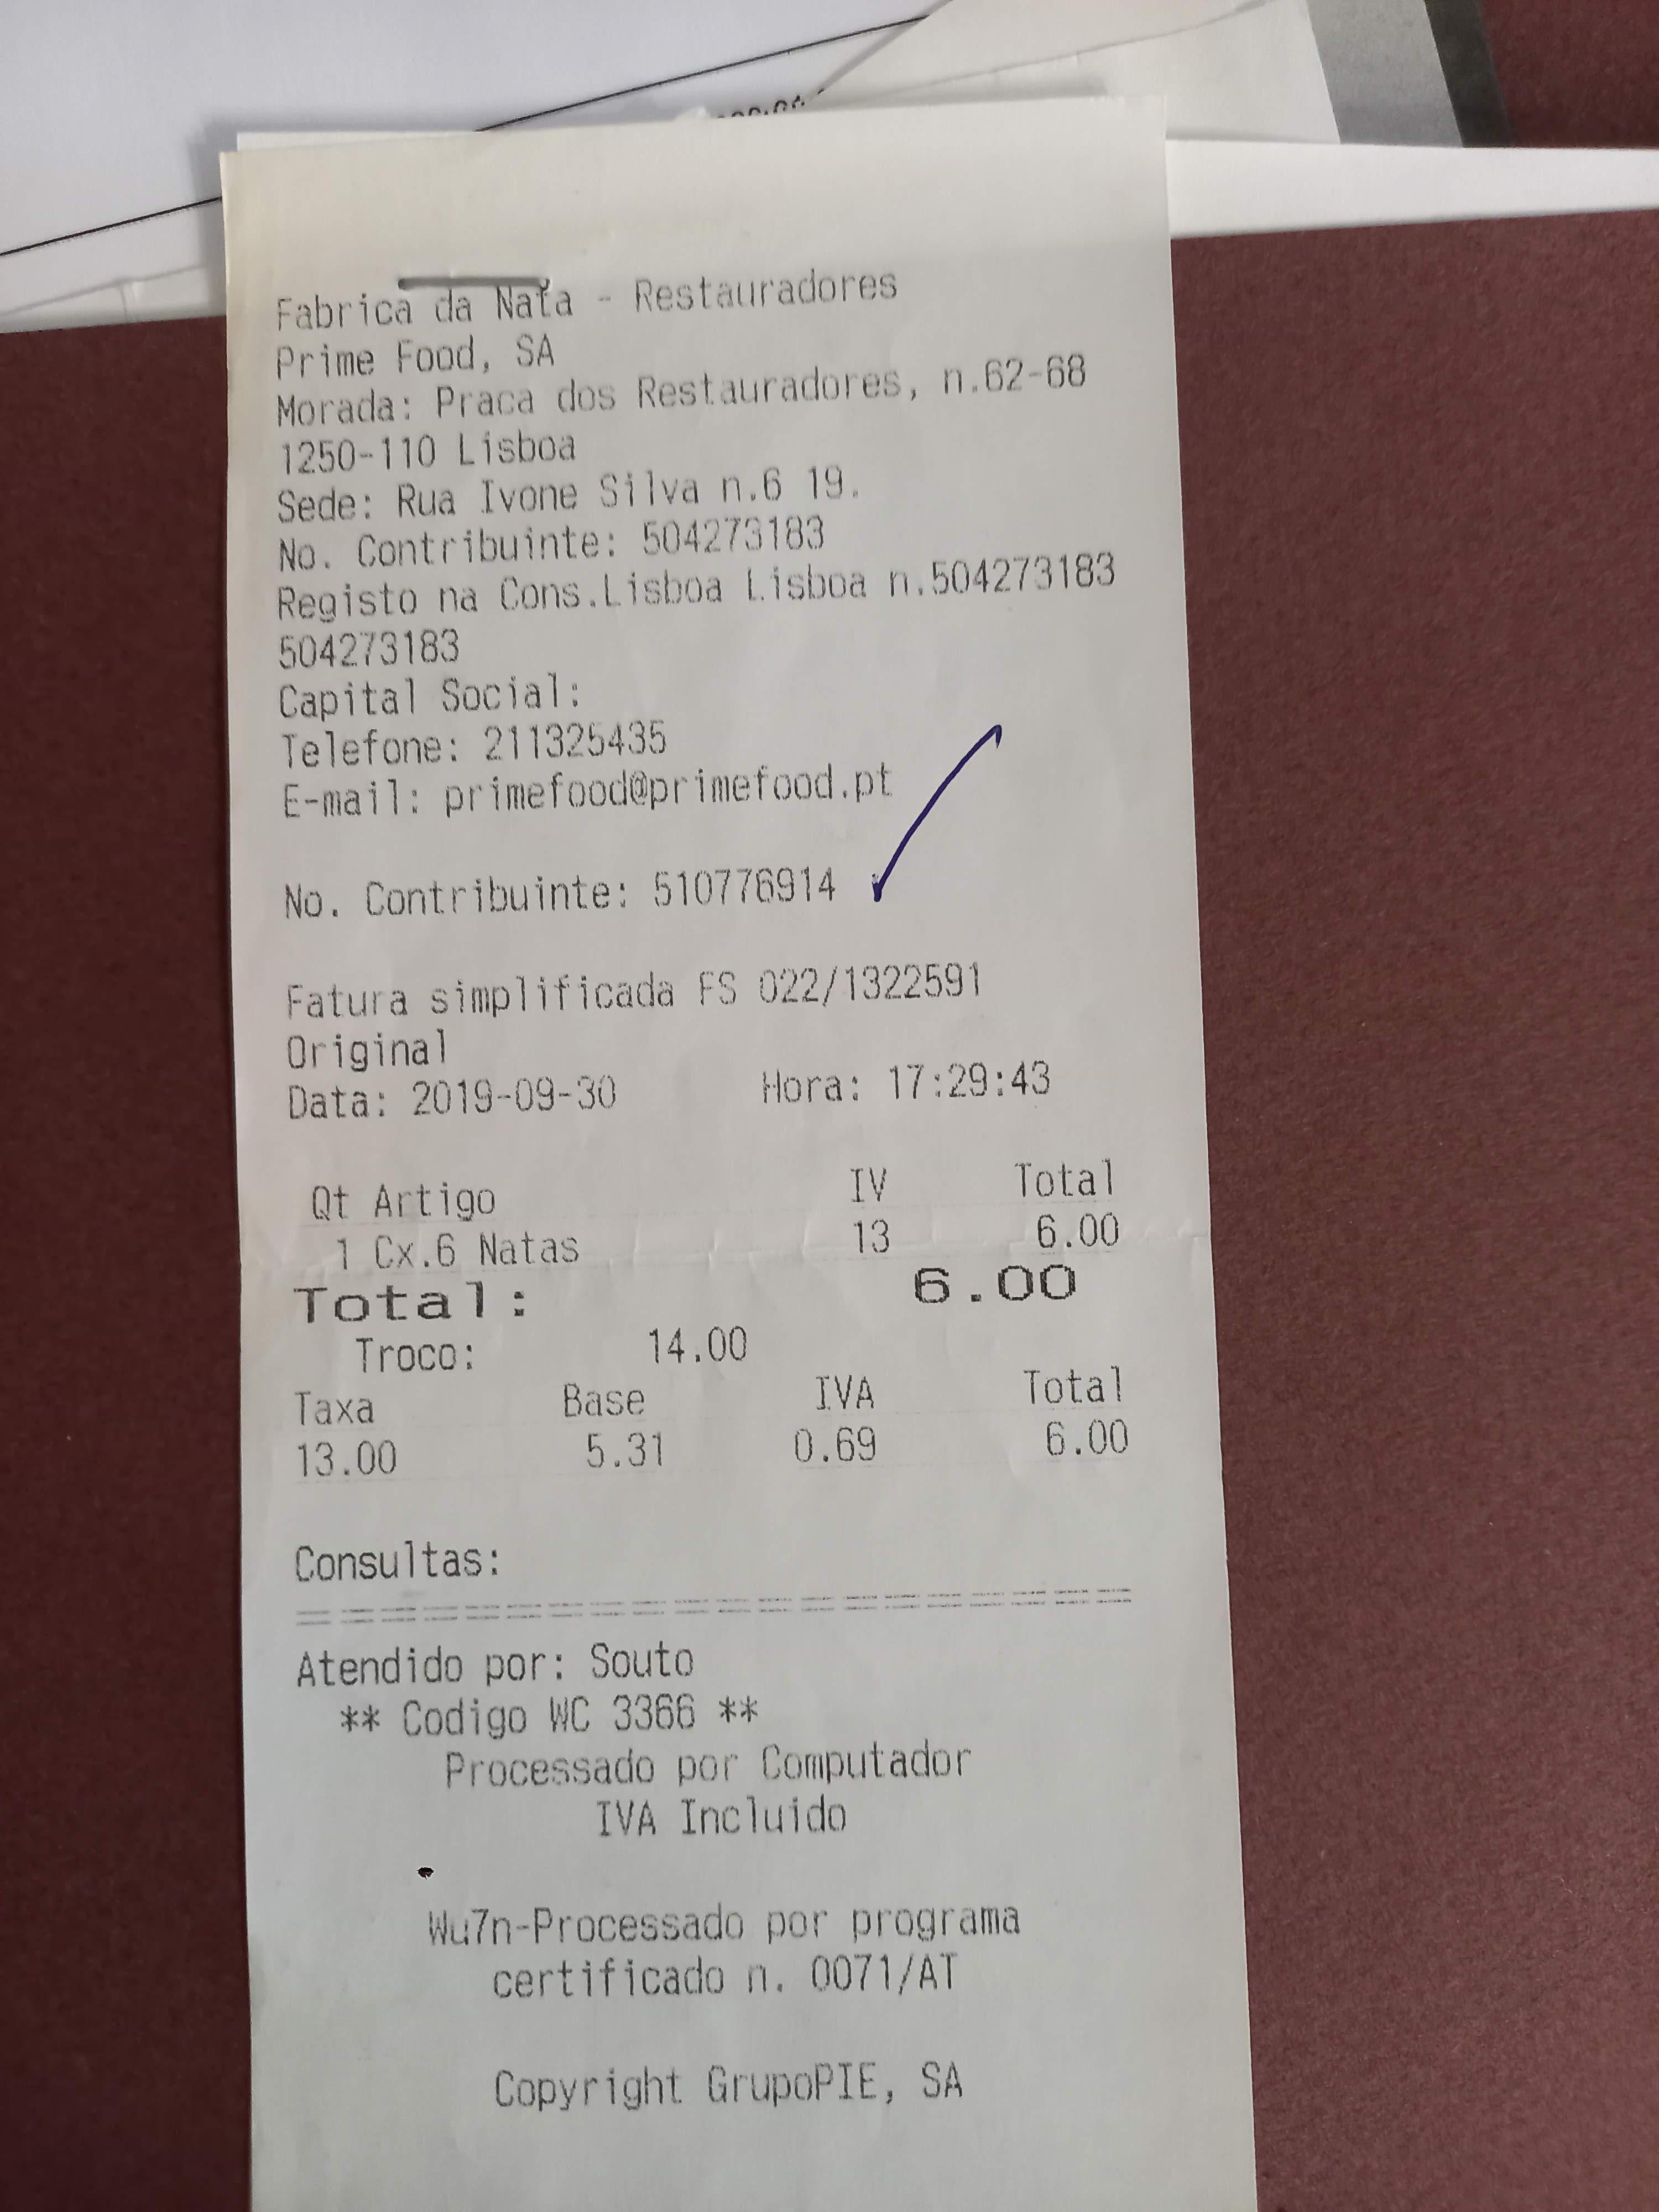 Fabrica da Nata - Restauradores
Prime Food, SA
Morada: Praca dos Restauradores, n.62-68
1250-110 Lisboa
Sede: Rua Ivone Silva n.6 19.
No. Contribuinte: 504273183
Registo na Cons.Lisboa Lisboa n.504273183
504273183
Capital Social:
Telefone: 211325435
E-mail: primefood@primefood.pt
No. Contribuinte: 510776914
Fatura simplificada FS 022/1322591
Original
Data: 2019-09-30 Hora: 17:29:43
Qt Artigo IV Total
1 Cx.6 Natas 13 6.00
Total: 6.00
Troco: 14.00
Taxa Base IVA Total
13.00 5.31 0.69 6.00
Consultas:
Atendido por: Souto
** Codigo WC 3366 **
Processado por Computador
IVA Incluido
Wu7n-Processado por programa
certificado n. 0071/AT
Copyright GrupoPIE, SA